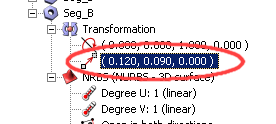 Seg_B
Transformation
( 0.000, 0.000, 1.000, 0.000 )
( 0.120, 0.090, 0.000 )
NRBS (NURBS - 3D surface)
Degree U: 1 (linear)
Degree V: 1 (linear)
Open in both directions